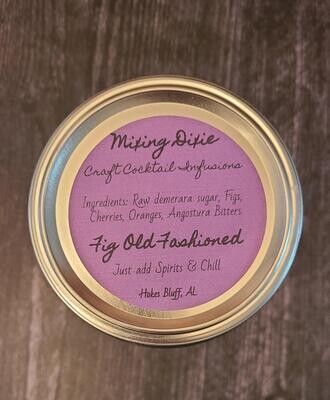 Mixing Dixie
Craft Cocktail Infusions
Ingredients: Raw demerara sugar, Figs,
Cherries, Oranges, Angostura Bitters
Fig Old Fashioned
Just add Spirits & Chill
Hokes Bluff, AL